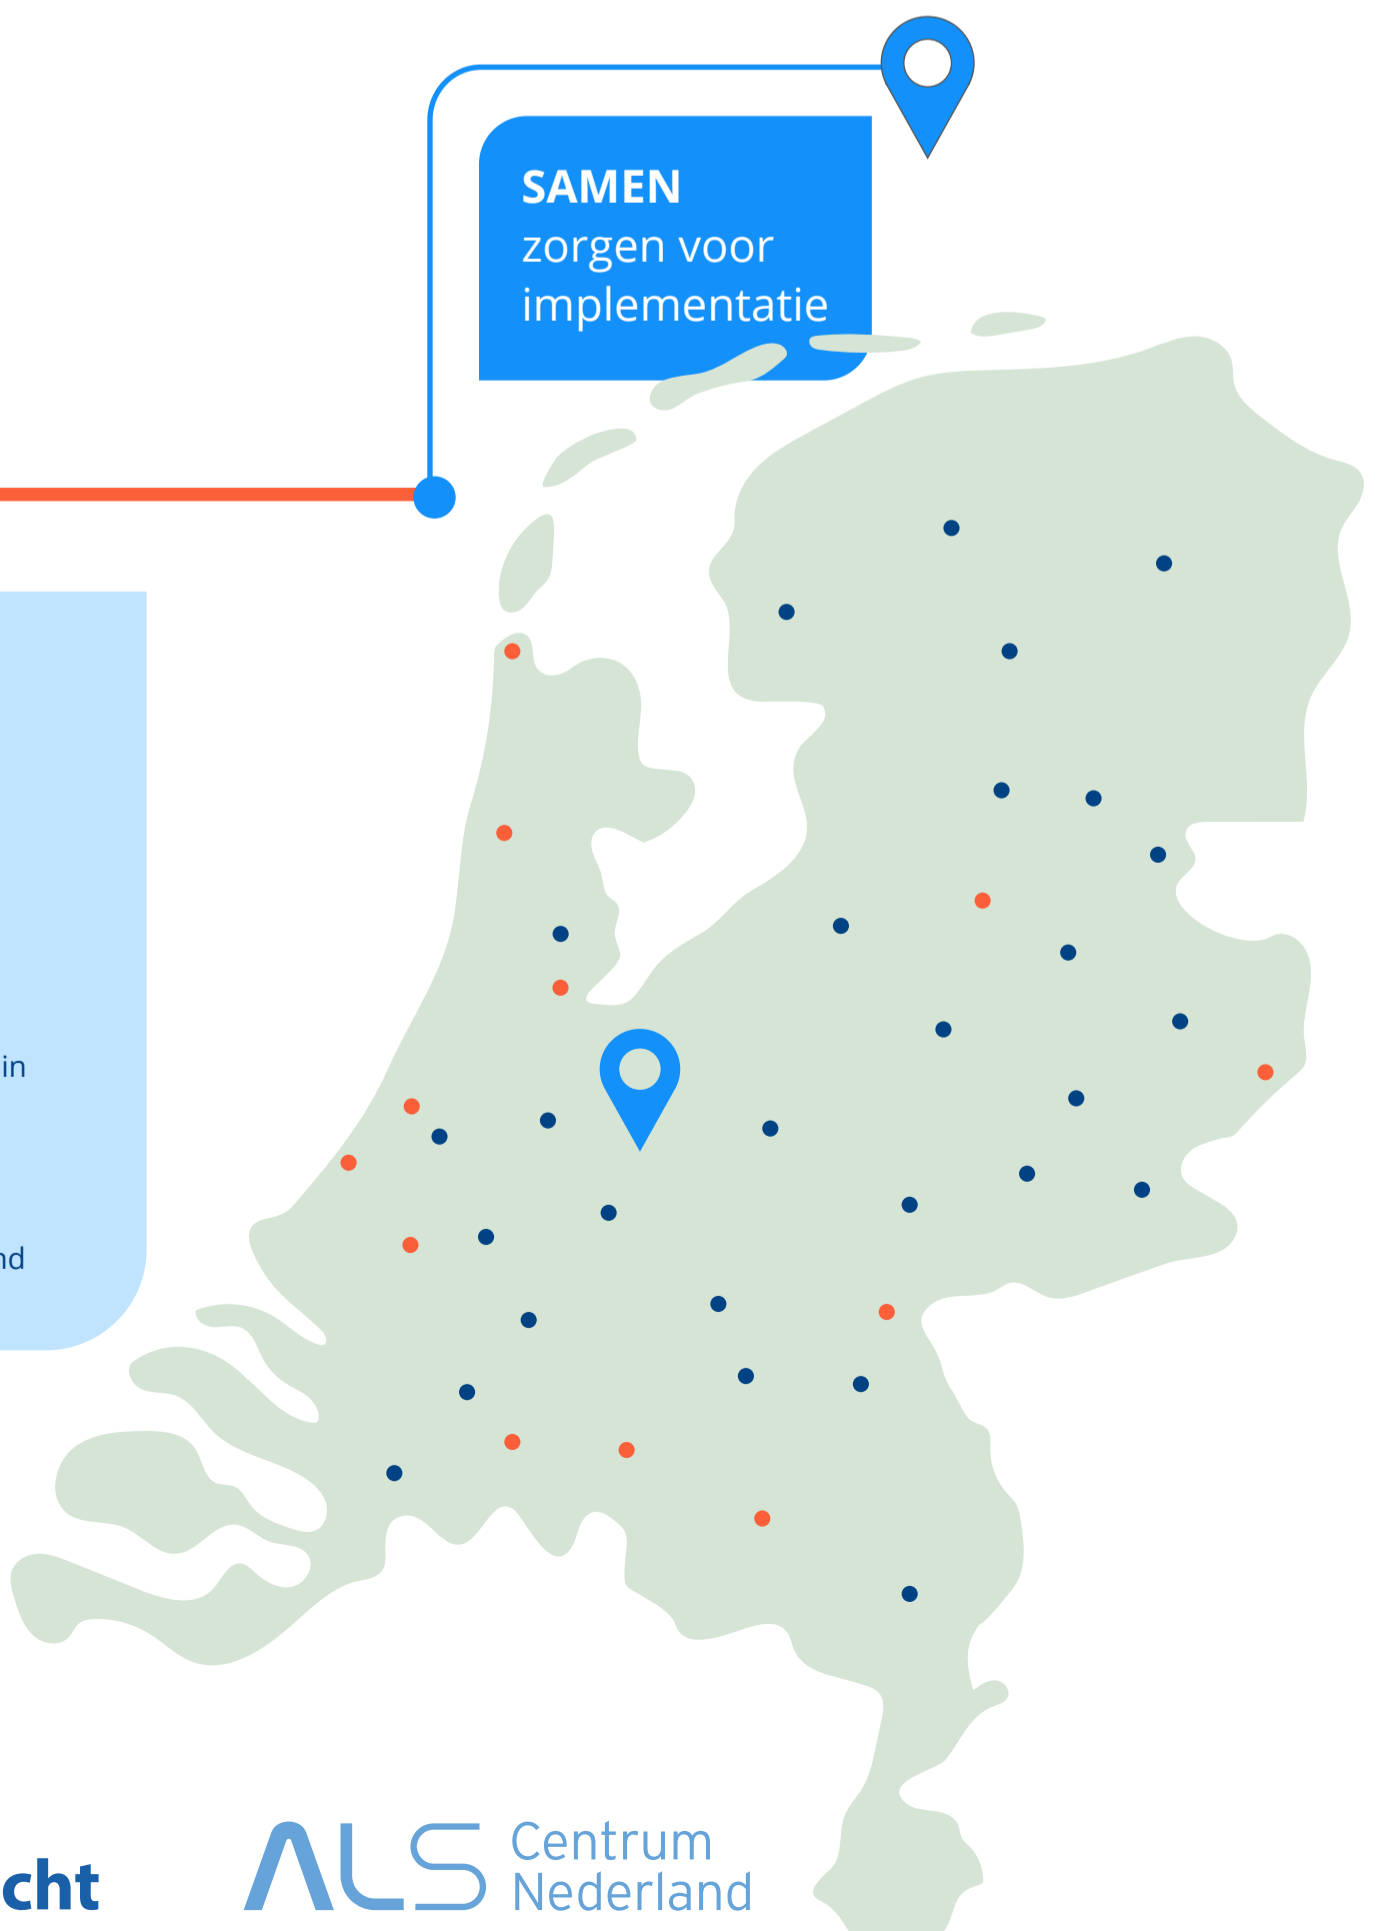 SAMEN
zorgen voor
implementatie
in
nd
cht
ALS Centrum
Nederland